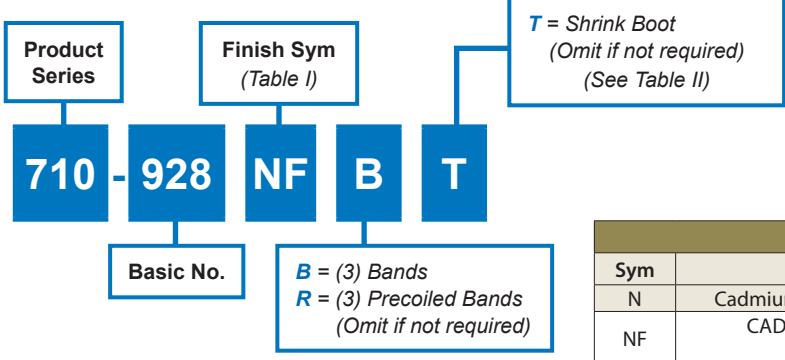 Product
Series
Finish Sym
(Table I)
T = Shrink Boot
(Omit if not required)
(See Table II)
710 - 928 NF B T
Basic No.
B = (3) Bands
R = (3) Precoiled Bands
(Omit if not required)
Sym
N
NF